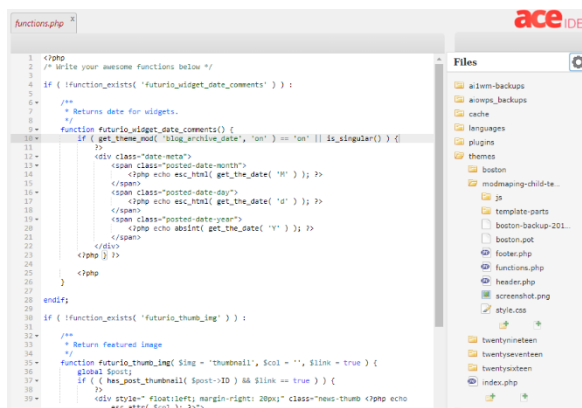 functions.php x
ace IDE
Files
1 <?php
2 /* Write your awesome functions below */
3
4 if ( !function_exists( 'futurio_widget_date_comments' ) ) :
5
6 /**
7 * Returns date for widgets.
8 */
9 function futurio_widget_date_comments() {
10 if ( get_theme_mod( 'blog_archive_date', 'on' ) == 'on' || is_singular() ) {
11 ?>
12 <div class="date-meta">
13 <span class="posted-date-month">
14 <?php echo esc_html( get_the_date( 'M' ) ); ?>
15 </span>
16 <span class="posted-date-day">
17 <?php echo esc_html( get_the_date( 'd' ) ); ?>
18 </span>
19 <span class="posted-date-year">
20 <?php echo absint( get_the_date( 'Y' ) ); ?>
21 </span>
22 </div>
23 <?php } ?>
24
25 <?php
26 }
27
28 endif;
29
30 if ( !function_exists( 'futurio_thumb_img' ) ) :
31
32 /**
33 * Return featured image
34 */
35 function futurio_thumb_img( $img = 'thumbnail', $col = '', $link = true ) {
36 global $post;
37 if ( ( has_post_thumbnail( $post->ID ) && $link == true ) ) {
38 ?>
39 <div style=" float:left; margin-right: 20px;" class="news-thumb <?php echo
esc_attr( $col ); ?>">
ai1wm-backups
aiowps_backups
cache
languages
plugins
themes
boston
modmaping-child-te...
js
template-parts
boston-backup-201...
boston.pot
footer.php
functions.php
header.php
screenshot.png
style.css
twentynineteen
twentyseventeen
twentysixteen
index.php